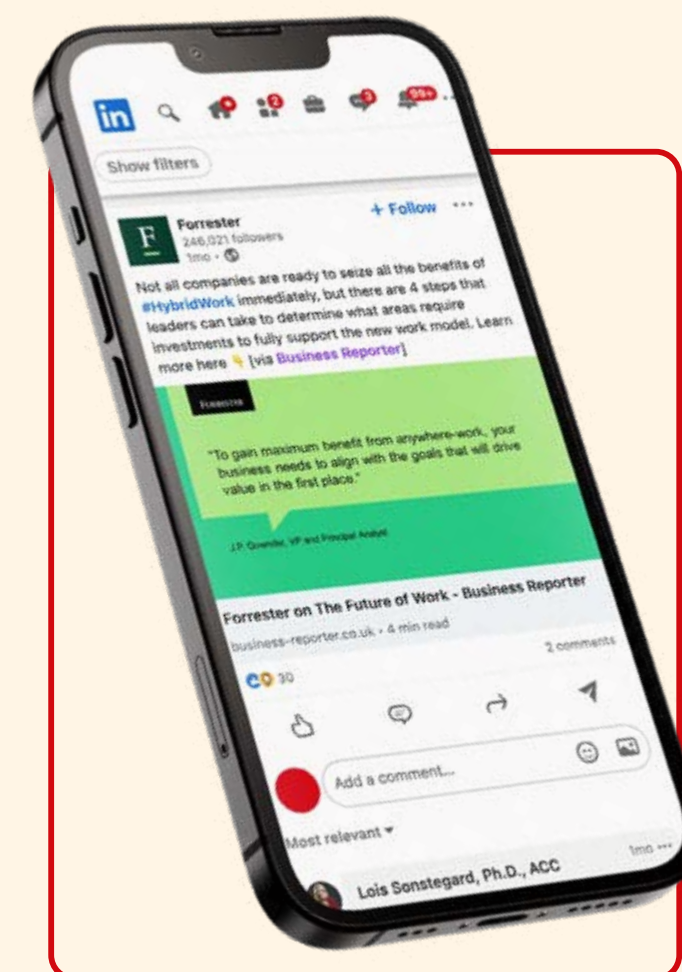 in
2
3
99+
Show filters
F
Forrester
+ Follow
246,021 followers
1mo •
Not all companies are ready to seize all the benefits of
#HybridWork immediately, but there are 4 steps that
leaders can take to determine what areas require
investments to fully support the new work model. Learn
more here 👇 [via Business Reporter]
Forrester
"To gain maximum benefit from anywhere-work, your
business needs to align with the goals that will drive
value in the first place."
J.P. Gownder, VP and Principal Analyst
Forrester on The Future of Work - Business Reporter
business-reporter.co.uk • 4 min read
30
2 comments
Add a comment...
Most relevant
Lois Sonstegard, Ph.D., ACC
1mo